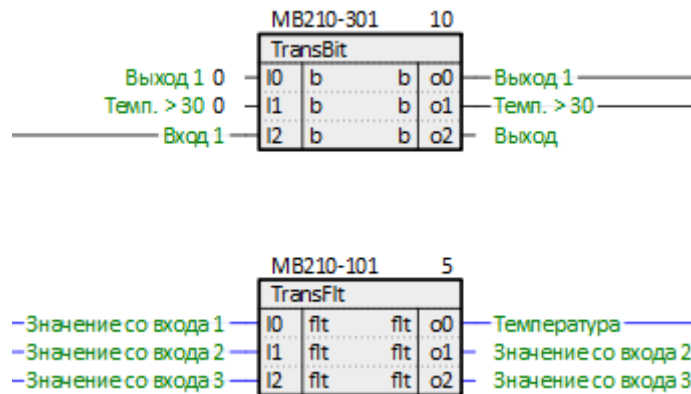 MB210-301 10
TransBit
Выход 1 0 I0 b b o0 Выход 1
Темп. > 30 0 I1 b b o1 Темп. > 30
Вход 1 I2 b b o2 Выход
MB210-101 5
TransFlt
Значение со входа 1 I0 flt flt o0 Температура
Значение со входа 2 I1 flt flt o1 Значение со входа 2
Значение со входа 3 I2 flt flt o2 Значение со входа 3